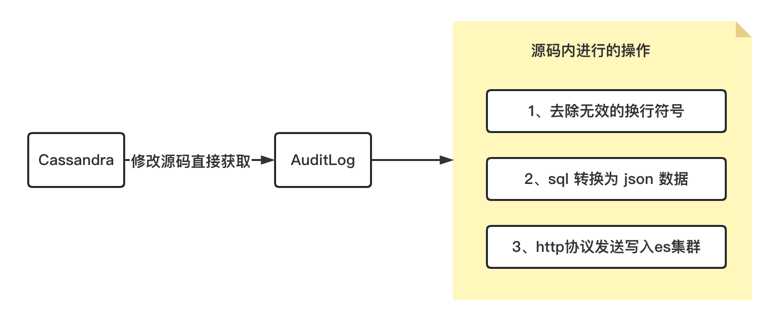 源码内进行的操作
1、去除无效的换行符号
Cassandra
修改源码直接获取
AuditLog
2、sql 转换为 json 数据
3、http协议发送写入es集群